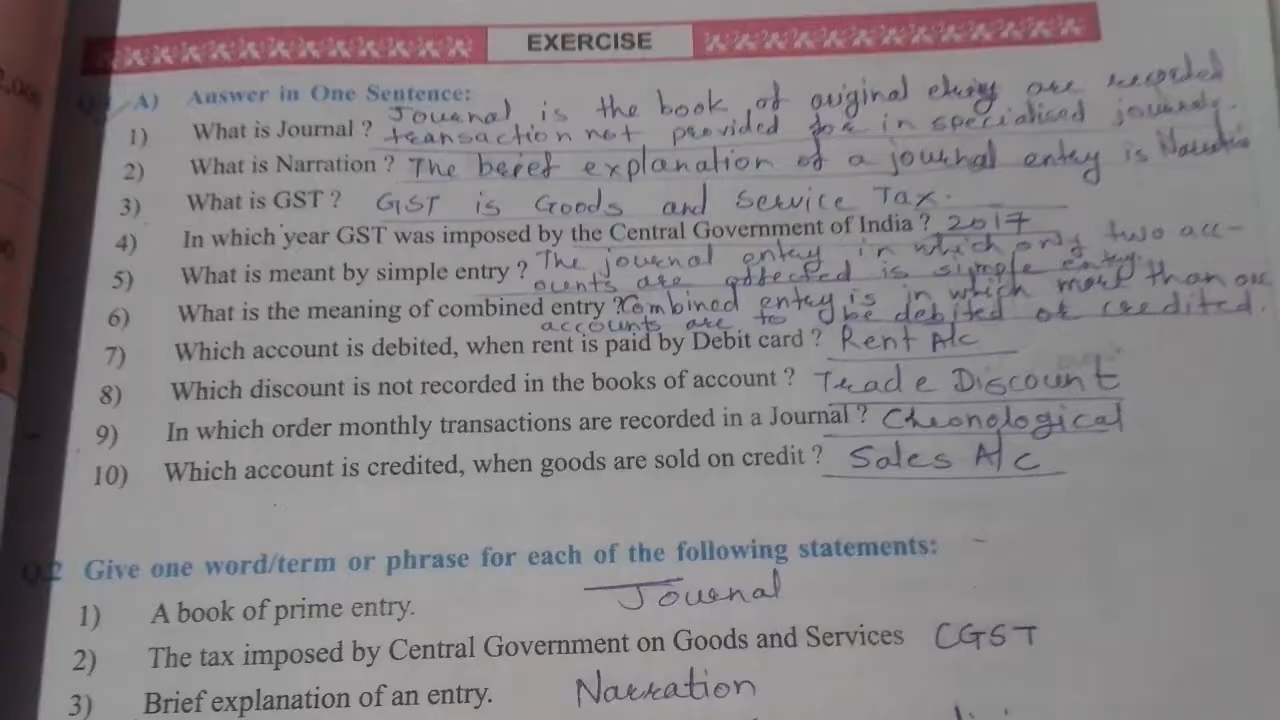 EXERCISE
A) Answer in One Sentence:
Journal is the book of original are recorded
1) What is Journal ? transaction not provided for in specialised journals.
2) What is Narration ? The beref explanation of a journal entry is
3) What is GST ? GST is Goods and Service Tax.
4) In which year GST was imposed by the Central Government of India ? 2017
The journal entry in which only two acc-
5) What is meant by simple entry ? ounts are affected is simple entry.
6) What is the meaning of combined entry ? Combined entry is in which more than one
accounts are to be debited or credited.
7) Which account is debited, when rent is paid by Debit card ? Rent A/c
8) Which discount is not recorded in the books of account ? Trade Discount
9) In which order monthly transactions are recorded in a Journal ? Chronological
10) Which account is credited, when goods are sold on credit ? Sales A/c
Q.2 Give one word/term or phrase for each of the following statements:
1) A book of prime entry. Journal
2) The tax imposed by Central Government on Goods and Services CGST
3) Brief explanation of an entry. Narration